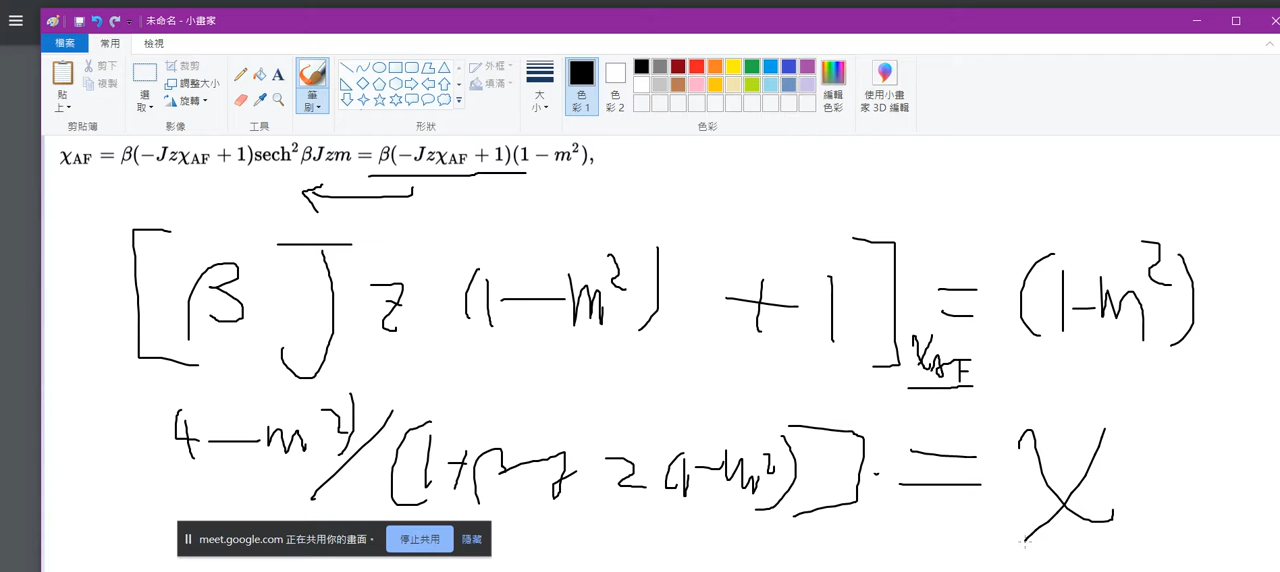 未命名 - 小畫家
檔案 常用 檢視
貼上 剪下 複製 剪貼簿
選取 裁剪 調整大小 旋轉 影像
A 工具
筆刷
外框 填滿 圖案
大小
色彩 1 色彩 2 編輯色彩 色彩
使用小畫家 3D 編輯
χ_AF = β(−Jzχ_AF + 1)sech² βJzm = β(−Jzχ_AF + 1)(1 − m²),
[β J z (1 − m²) + 1] χ_AF = (1 − m²)
(1 − m²) / (1 + β J z (1 − m²)] . = χ
meet.google.com 正在共用你的畫面。 停止共用 隱藏